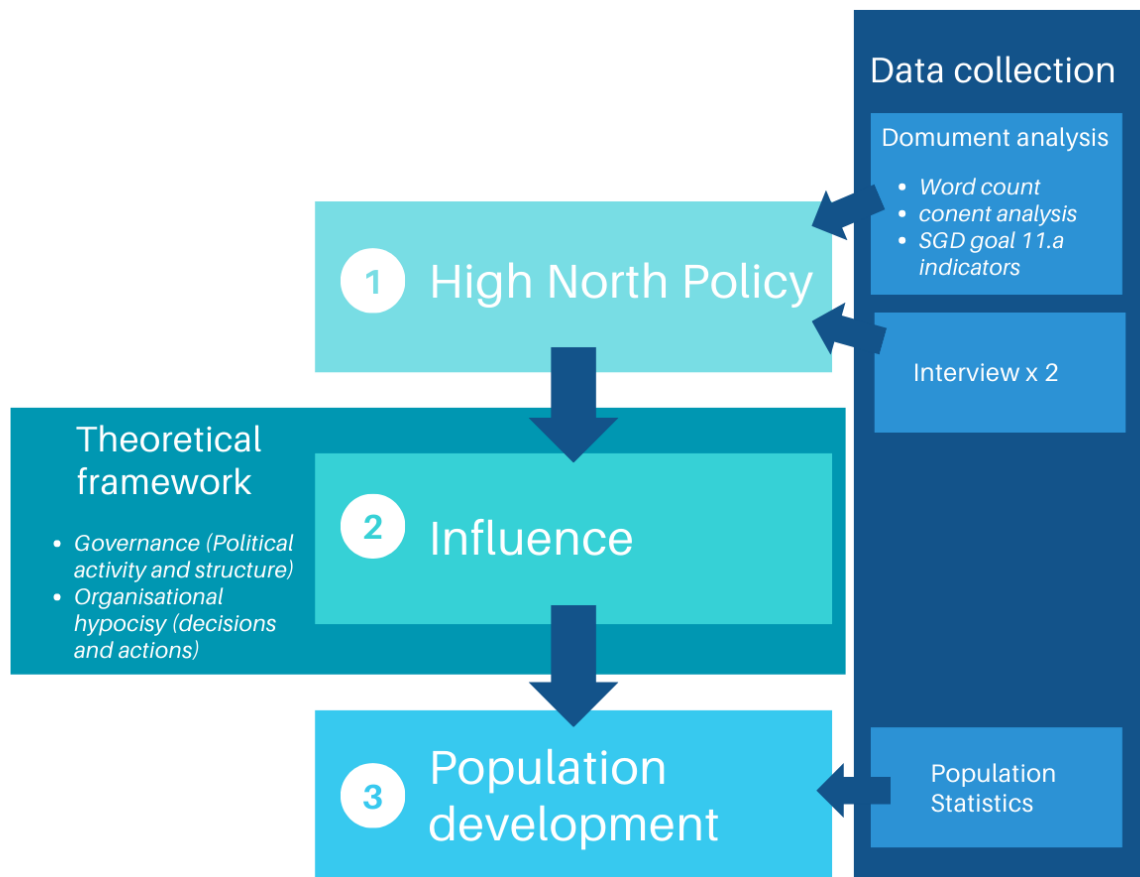 Data collection
Domument analysis
• Word count
• conent analysis
• SGD goal 11.a
indicators
1 High North Policy
Interview x 2
Theoretical
framework
• Governance (Political
activity and structure)
• Organisational
hypocisy (decisions
and actions)
2 Influence
3 Population
development
Population
Statistics